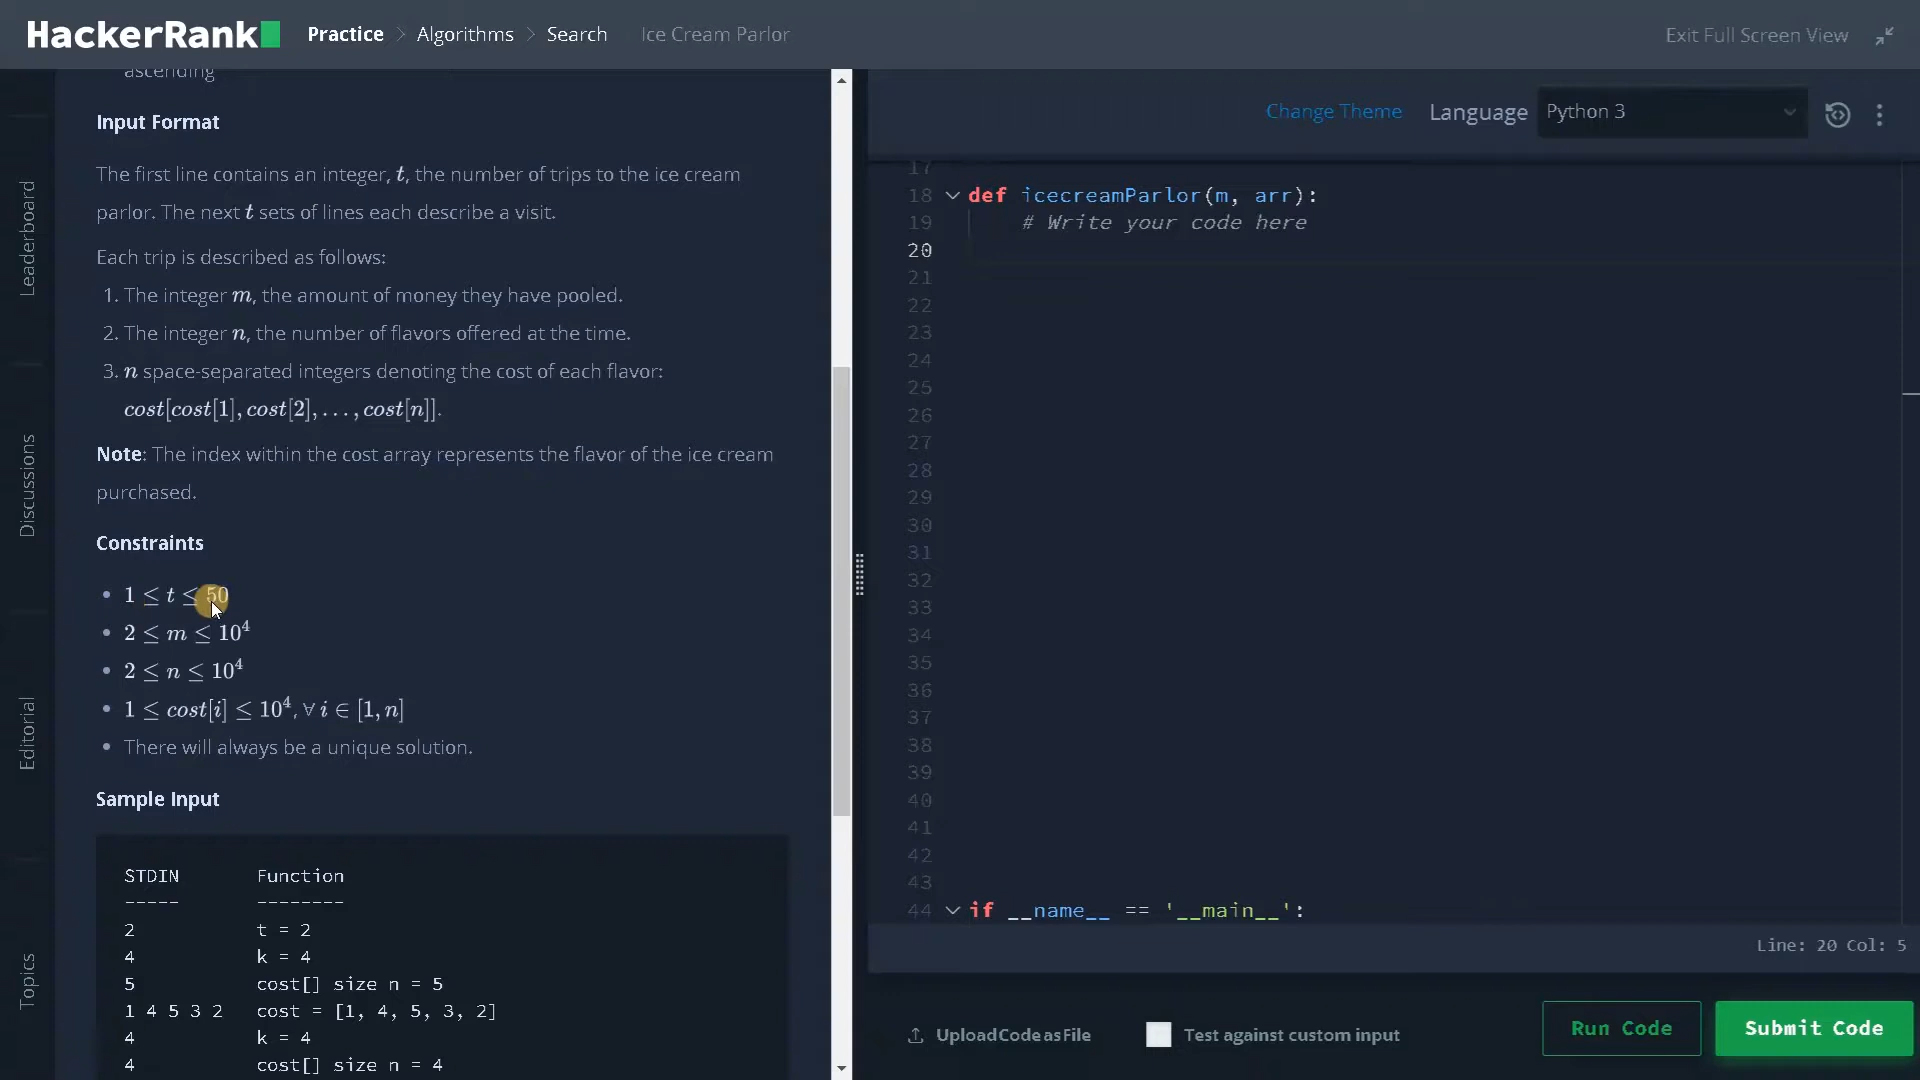 HackerRank
Practice > Algorithms > Search Ice Cream Parlor
Exit Full Screen View
Leaderboard
Discussions
Editorial
Topics
ascending
Input Format
The first line contains an integer, t, the number of trips to the ice cream
parlor. The next t sets of lines each describe a visit.
Each trip is described as follows:
1. The integer m, the amount of money they have pooled.
2. The integer n, the number of flavors offered at the time.
3. n space-separated integers denoting the cost of each flavor:
cost[cost[1], cost[2], . . . , cost[n]].
Note: The index within the cost array represents the flavor of the ice cream
purchased.
Constraints
• 1 ≤ t ≤ 50
• 2 ≤ m ≤ 10⁴
• 2 ≤ n ≤ 10⁴
• 1 ≤ cost[i] ≤ 10⁴, ∀ i ∈ [1, n]
• There will always be a unique solution.
Sample Input
STDIN Function
----- --------
2 t = 2
4 k = 4
5 cost[] size n = 5
1 4 5 3 2 cost = [1, 4, 5, 3, 2]
4 k = 4
4 cost[] size n = 4
Change Theme Language Python 3
17
18 def icecreamParlor(m, arr):
19 # Write your code here
20
21
22
23
24
25
26
27
28
29
30
31
32
33
34
35
36
37
38
39
40
41
42
43
44 if __name__ == '__main__':
Line: 20 Col: 5
Upload Code as File
Test against custom input
Run Code
Submit Code